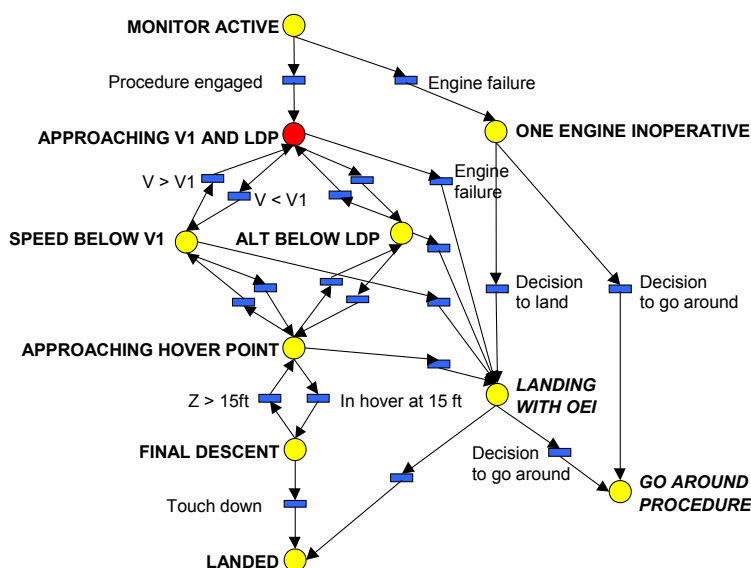 MONITOR ACTIVE
Procedure engaged
Engine failure
APPROACHING V1 AND LDP
ONE ENGINE INOPERATIVE
V > V1
V < V1
Engine
failure
SPEED BELOW V1
ALT BELOW LDP
Decision
to land
Decision
to go around
APPROACHING HOVER POINT
Z > 15ft
In hover at 15 ft
LANDING
WITH OEI
FINAL DESCENT
Decision
to go around
GO AROUND
PROCEDURE
Touch down
LANDED